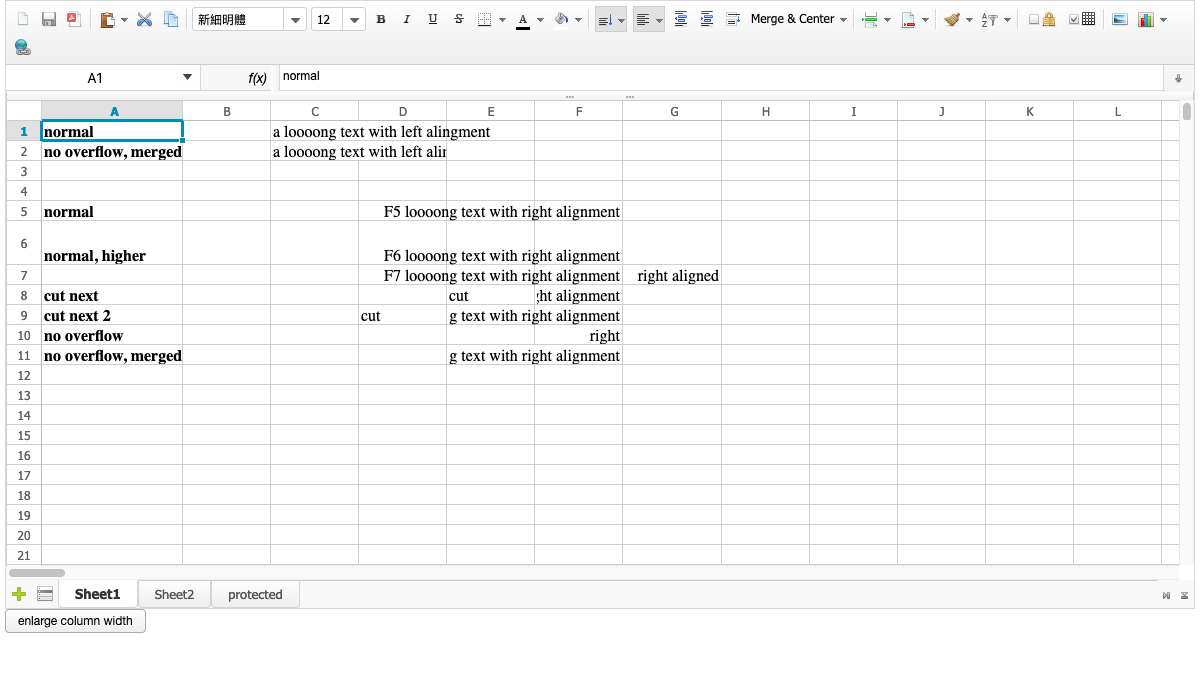 新細明體 12 B I U S A Merge & Center A Z
A1 f(x) normal
A B C D E F G H I J K L
1 normal a loooong text with left alingment
2 no overflow, merged a loooong text with left alin
3
4
5 normal F5 loooong text with right alignment
6 normal, higher F6 loooong text with right alignment
7 F7 loooong text with right alignment right aligned
8 cut next cut ht alignment
9 cut next 2 cut g text with right alignment
10 no overflow right
11 no overflow, merged g text with right alignment
12
13
14
15
16
17
18
19
20
21
Sheet1 Sheet2 protected
enlarge column width